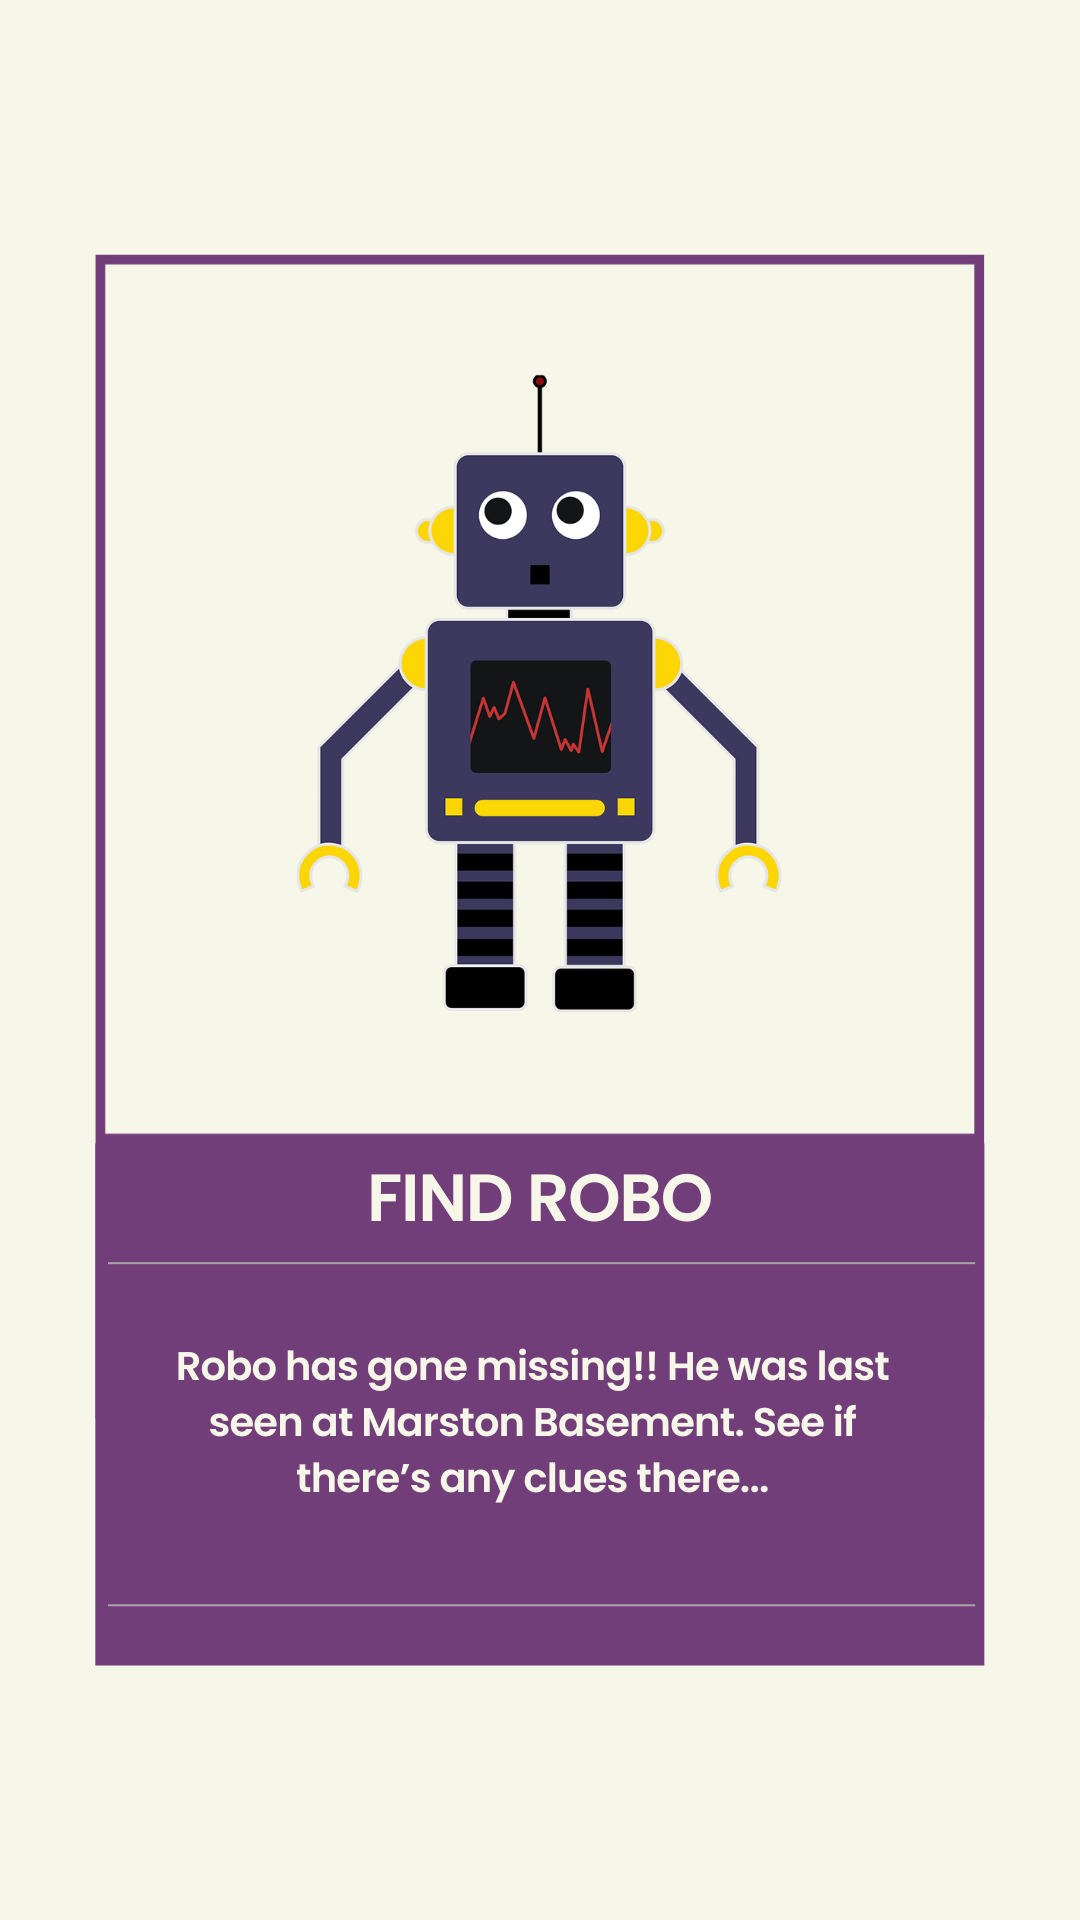 FIND ROBO
Robo has gone missing!! He was last
seen at Marston Basement. See if
there’s any clues there...